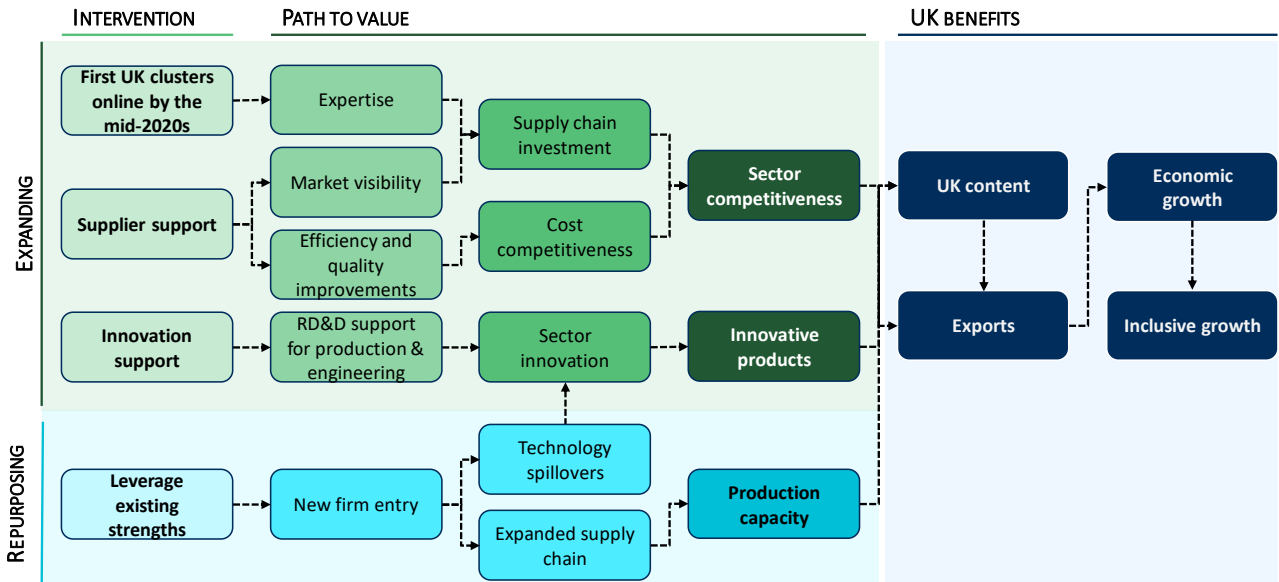 INTERVENTION
PATH TO VALUE
UK BENEFITS
EXPANDING
First UK clusters
online by the
mid-2020s
Expertise
Supply chain
investment
Market visibility
Supplier support
Efficiency and
quality
improvements
Cost
competitiveness
Sector
competitiveness
UK content
Economic
growth
Innovation
support
RD&D support
for production &
engineering
Sector
innovation
Innovative
products
Exports
Inclusive growth
REPURPOSING
Leverage
existing
strengths
New firm entry
Technology
spillovers
Expanded supply
chain
Production
capacity